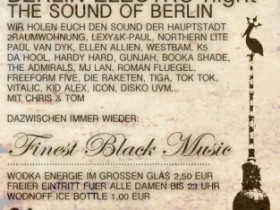 BERLIN ELECTRO night
THE SOUND OF BERLIN
WIR HOLEN EUCH DEN SOUND DER HAUPTSTADT
2RAUMWOHNUNG, LEXY&K-PAUL, NORTHERN LITE
PAUL VAN DYK, ELLEN ALLIEN, WESTBAM, K5
DA HOOL, HARDY HARD, GUNJAH, BOOKA SHADE,
THE ADMIRALS, MJ LAN, ROMAN FLUEGEL,
FREEFORM FIVE, DIE RAKETEN, TIGA, TOK TOK,
VITALIC, KID ALEX, ICON, DISKO UVM...
MIT CHRIS & TOM
DAZWISCHEN IMMER WIEDER:
Finest Black Music
WODKA ENERGIE IM GROSSEN GLAS 2,50 EUR
FREIER EINTRITT FUER ALLE DAMEN BIS 23 UHR
WODNOFF ICE BOTTLE 1,00 EUR